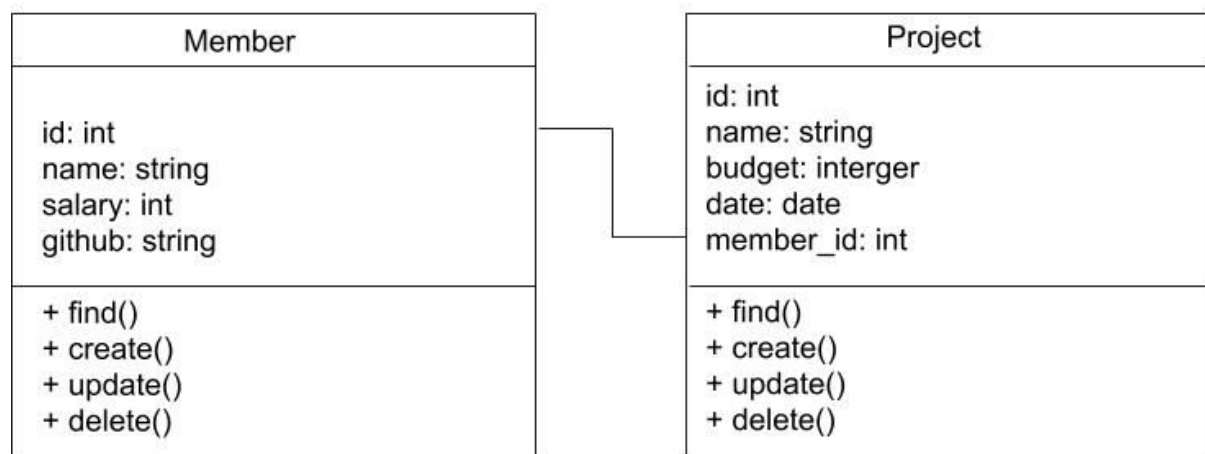 Member
id: int
name: string
salary: int
github: string
+ find()
+ create()
+ update()
+ delete()
Project
id: int
name: string
budget: interger
date: date
member_id: int
+ find()
+ create()
+ update()
+ delete()